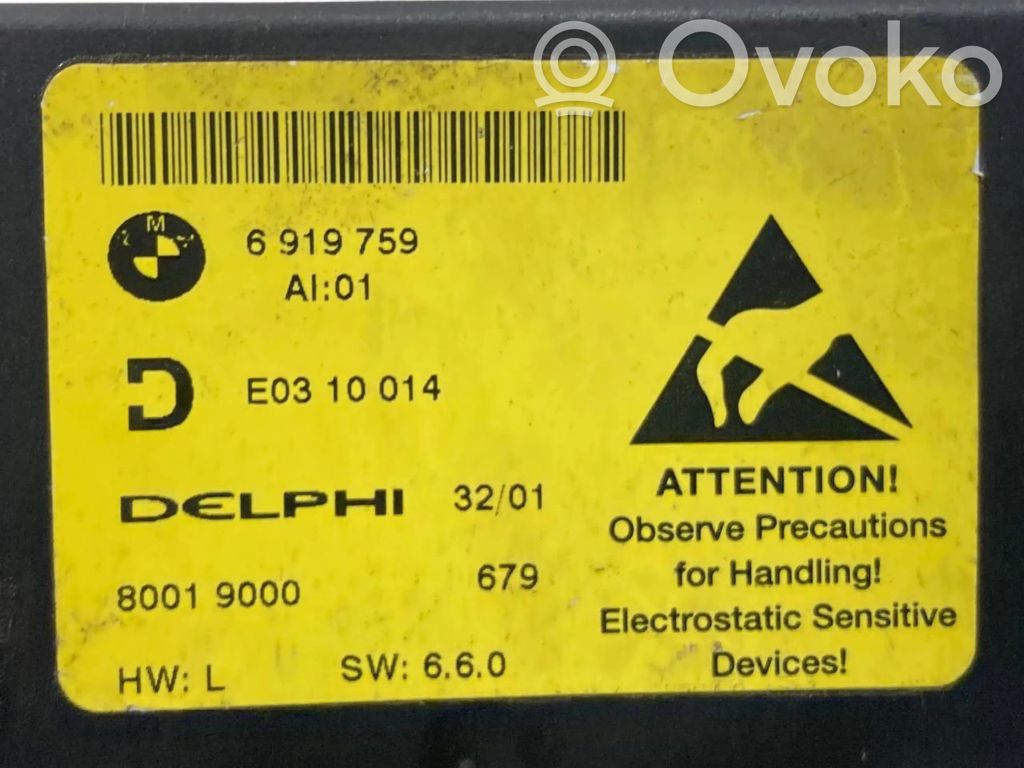 Ovoko
6 919 759
AI:01
E03 10 014
DELPHI 32/01
8001 9000 679
HW: L SW: 6.6.0
ATTENTION!
Observe Precautions
for Handling!
Electrostatic Sensitive
Devices!